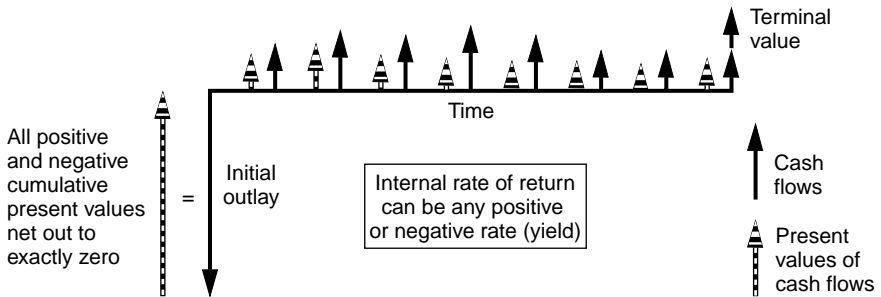 Terminal
value
Time
All positive
and negative
cumulative
present values
net out to
exactly zero
=
Initial
outlay
Internal rate of return
can be any positive
or negative rate (yield)
Cash
flows
Present
values of
cash flows